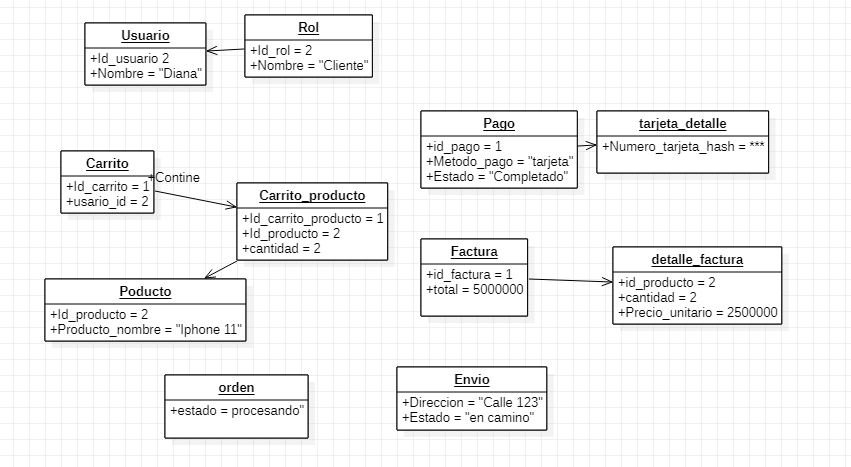 Usuario
+Id_usuario 2
+Nombre = "Diana"
Rol
+Id_rol = 2
+Nombre = "Cliente"
Pago
+id_pago = 1
+Metodo_pago = "tarjeta"
+Estado = "Completado"
tarjeta_detalle
+Numero_tarjeta_hash = ***
Carrito
+Id_carrito = 1
+usario_id = 2
+Contine
Carrito_producto
+Id_carrito_producto = 1
+Id_producto = 2
+cantidad = 2
Factura
+id_factura = 1
+total = 5000000
detalle_factura
+id_producto = 2
+cantidad = 2
+Precio_unitario = 2500000
Poducto
+Id_producto = 2
+Producto_nombre = "Iphone 11"
orden
+estado = procesando"
Envio
+Direccion = "Calle 123"
+Estado = "en camino"